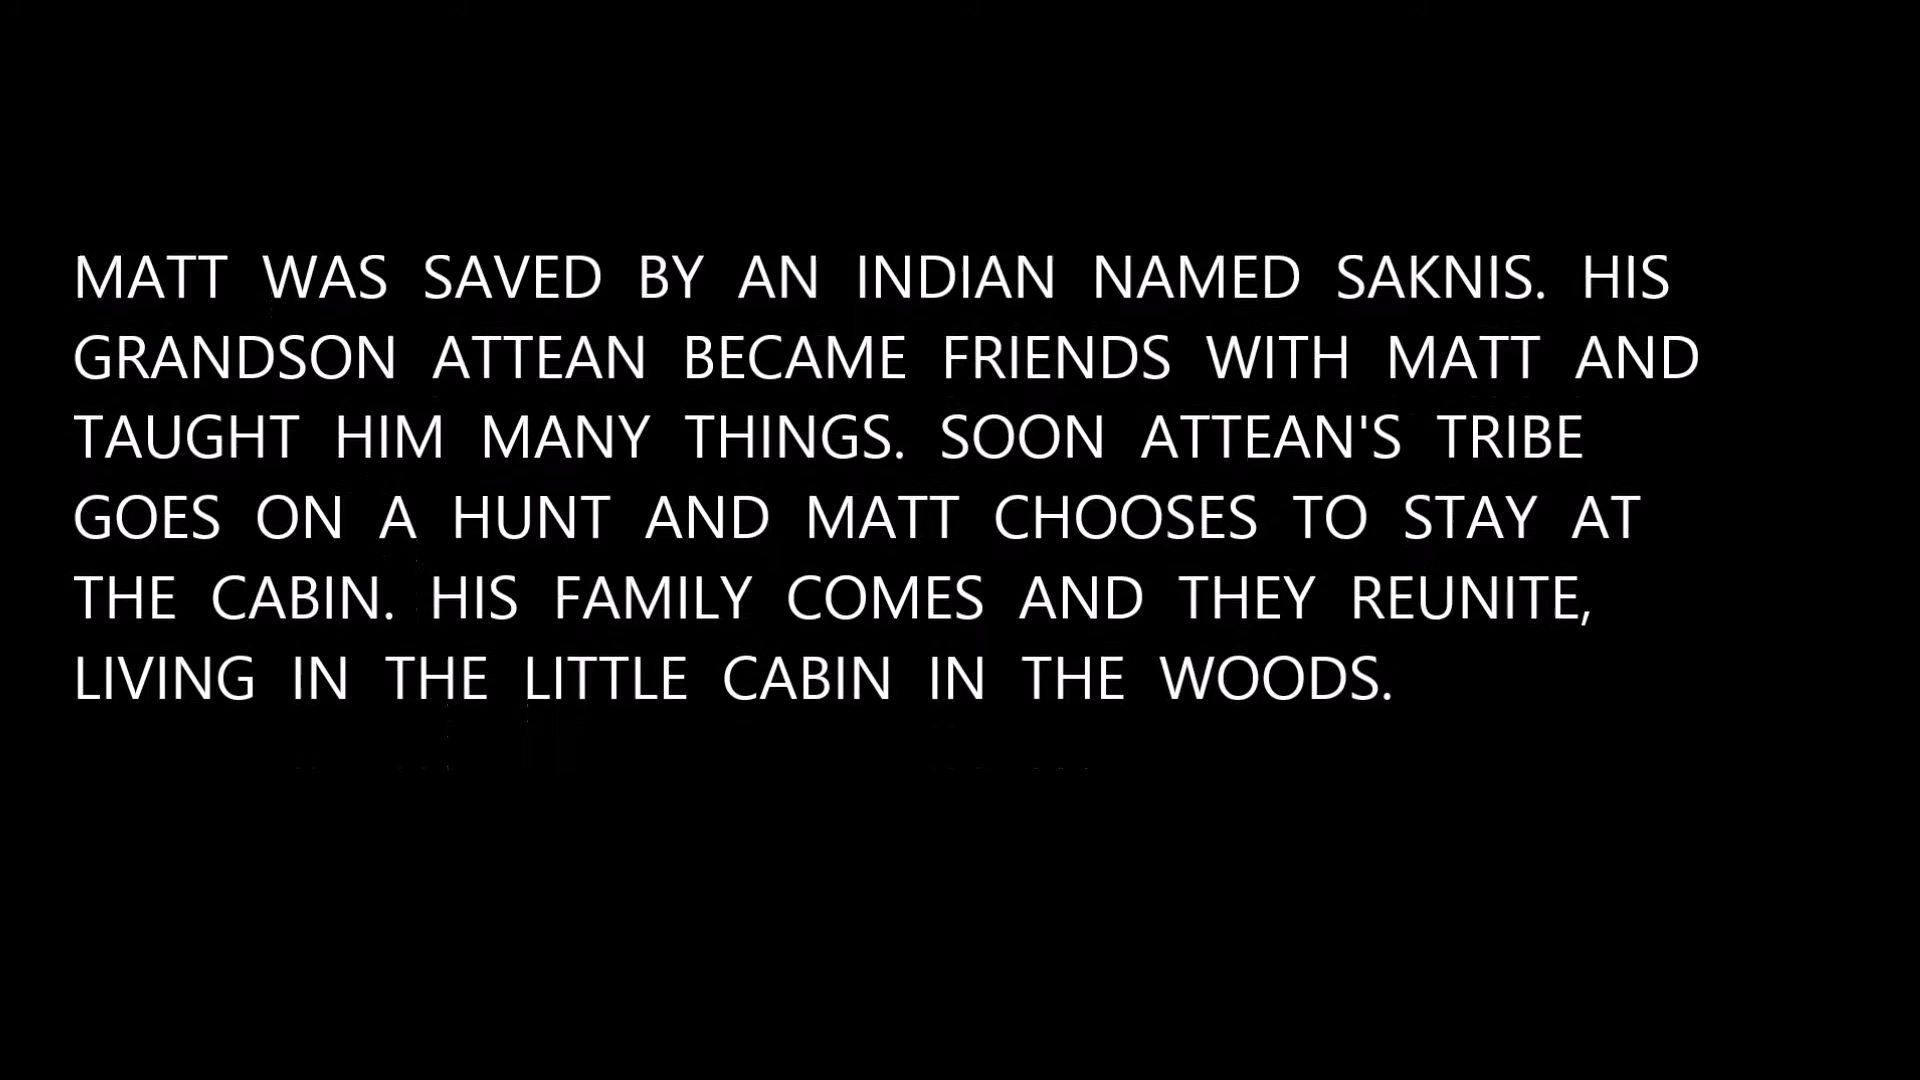 MATT WAS SAVED BY AN INDIAN NAMED SAKNIS. HIS
GRANDSON ATTEAN BECAME FRIENDS WITH MATT AND
TAUGHT HIM MANY THINGS. SOON ATTEAN'S TRIBE
GOES ON A HUNT AND MATT CHOOSES TO STAY AT
THE CABIN. HIS FAMILY COMES AND THEY REUNITE,
LIVING IN THE LITTLE CABIN IN THE WOODS.